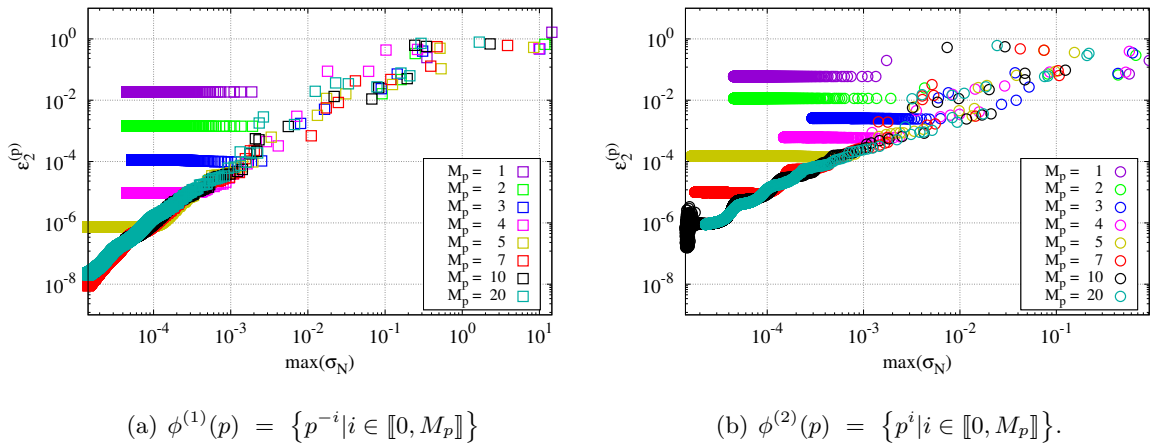 10^0
10^-2
10^-4
10^-6
10^-8
ε_2^(p)
M_p = 1
M_p = 2
M_p = 3
M_p = 4
M_p = 5
M_p = 7
M_p = 10
M_p = 20
10^-4 10^-3 10^-2 10^-1 10^0 10^1
max(σ_N)
(a) ϕ^(1)(p) = {p^-i|i ∈ ⟦0, M_p⟧}
10^0
10^-2
10^-4
10^-6
10^-8
ε_2^(p)
M_p = 1
M_p = 2
M_p = 3
M_p = 4
M_p = 5
M_p = 7
M_p = 10
M_p = 20
10^-4 10^-3 10^-2 10^-1
max(σ_N)
(b) ϕ^(2)(p) = {p^i|i ∈ ⟦0, M_p⟧}.